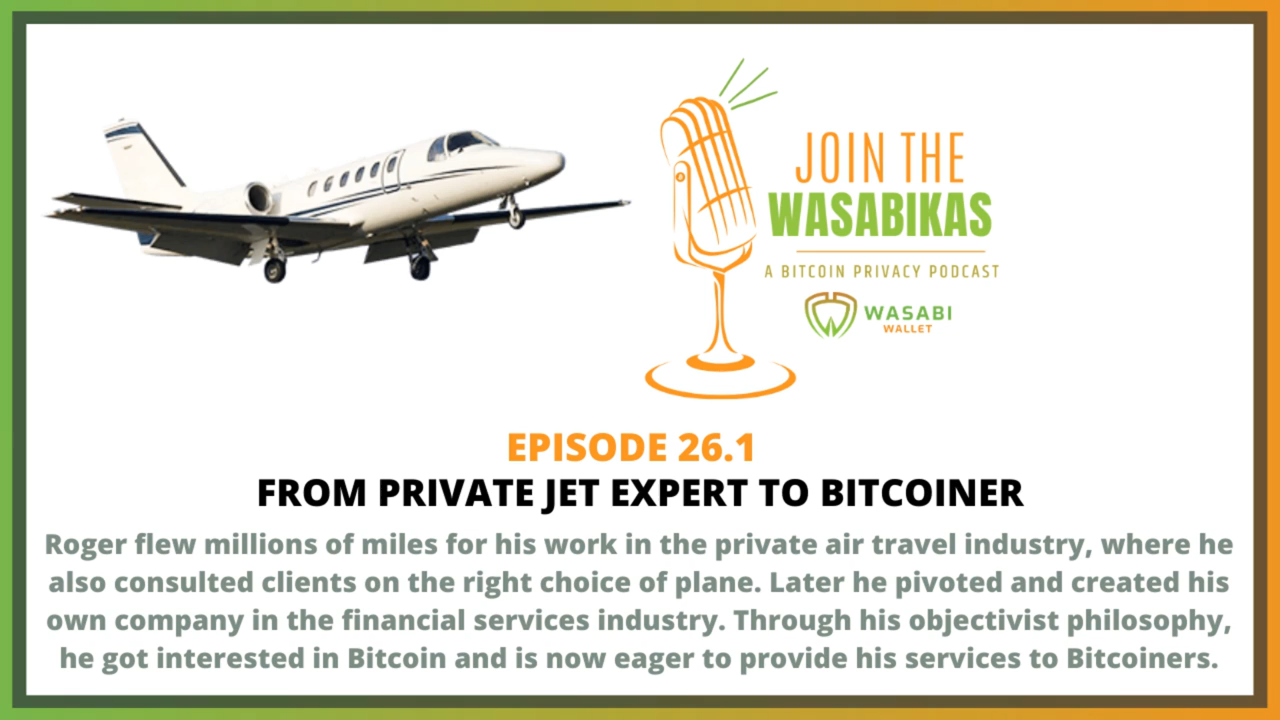 JOIN THE
WASABIKAS
A BITCOIN PRIVACY PODCAST
WASABI
WALLET
EPISODE 26.1
FROM PRIVATE JET EXPERT TO BITCOINER
Roger flew millions of miles for his work in the private air travel industry, where he
also consulted clients on the right choice of plane. Later he pivoted and created his
own company in the financial services industry. Through his objectivist philosophy,
he got interested in Bitcoin and is now eager to provide his services to Bitcoiners.